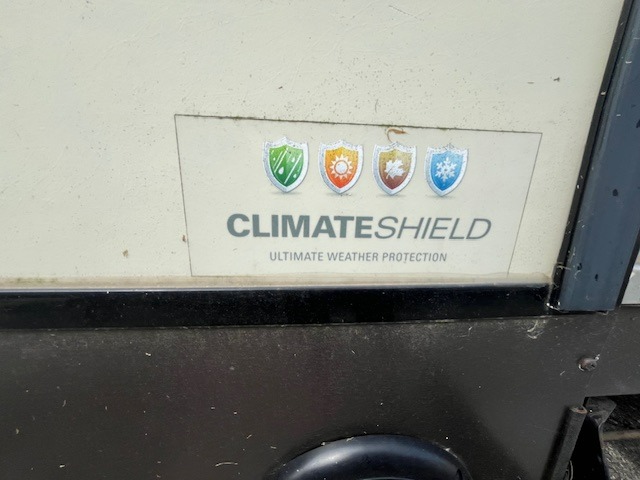 CLIMATESHIELD
ULTIMATE WEATHER PROTECTION